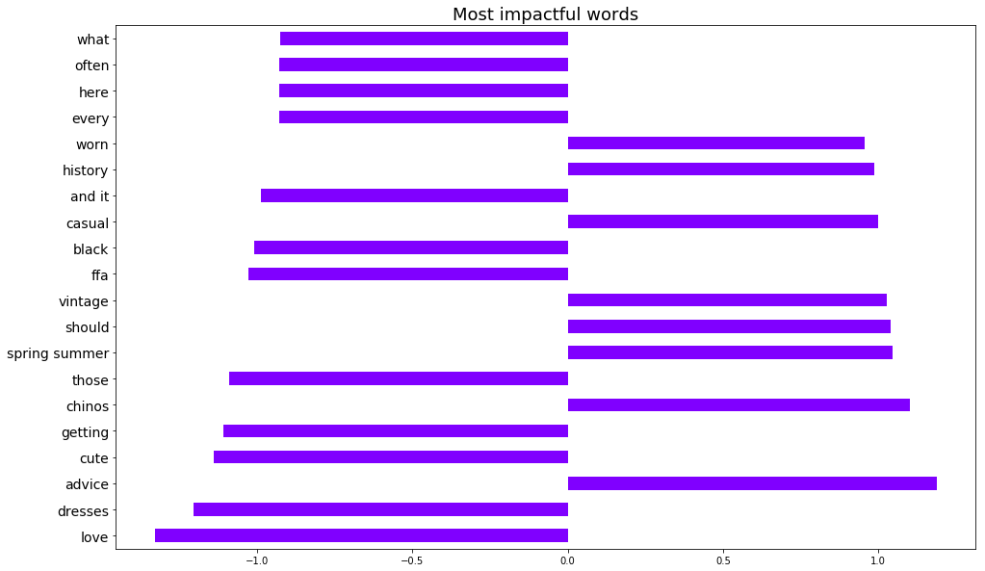 Most impactful words
what
often
here
every
worn
history
and it
casual
black
ffa
vintage
should
spring summer
those
chinos
getting
cute
advice
dresses
love
−1.0 −0.5 0.0 0.5 1.0